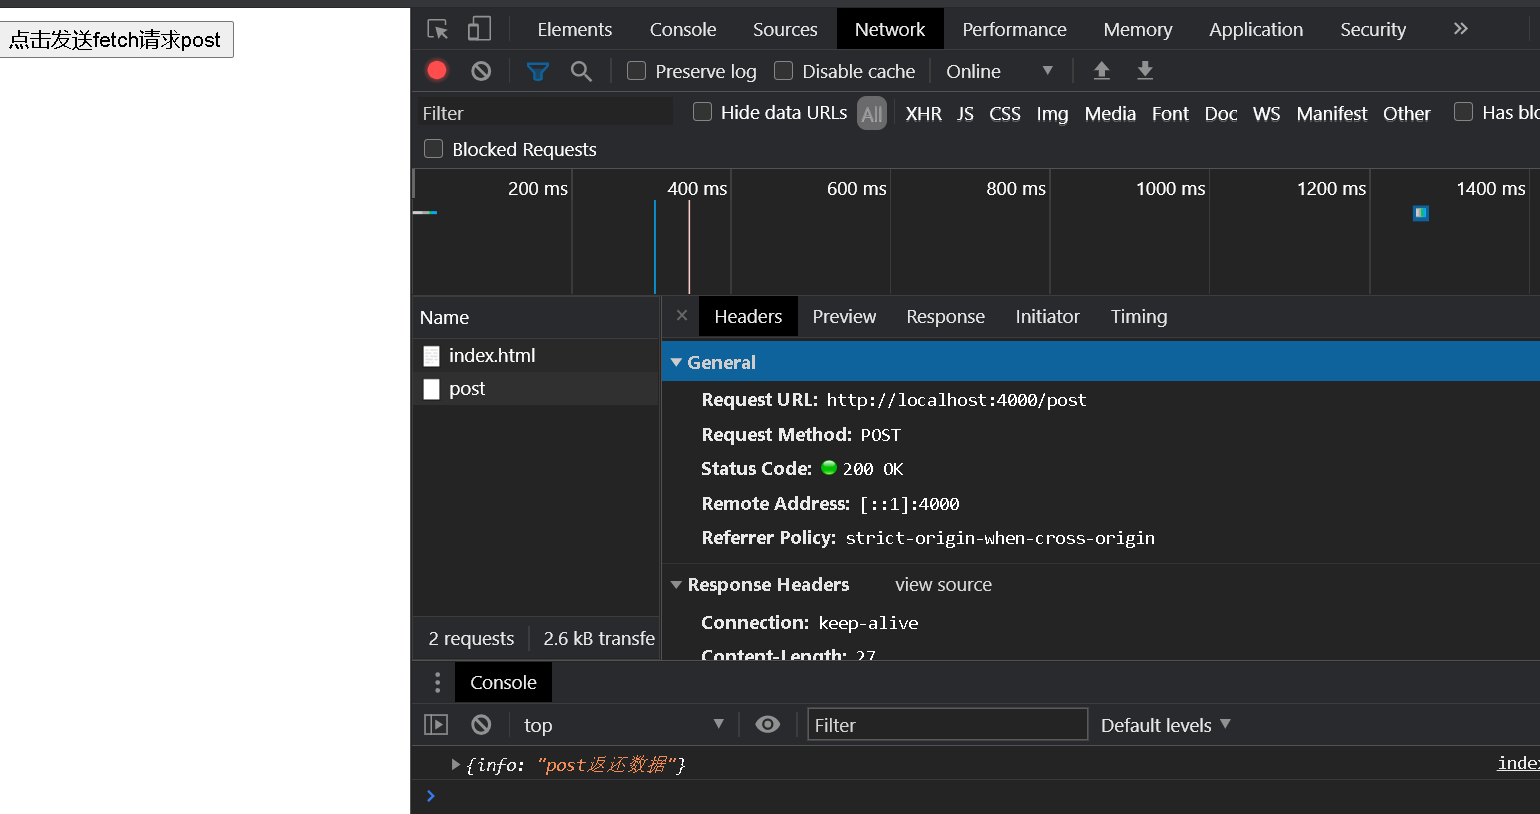 点击发送fetch请求post
Elements Console Sources Network Performance Memory Application Security
Preserve log Disable cache Online
Filter Hide data URLs All XHR JS CSS Img Media Font Doc WS Manifest Other Has blo
Blocked Requests
200 ms 400 ms 600 ms 800 ms 1000 ms 1200 ms 1400 ms
Name
index.html
post
2 requests 2.6 kB transfe
× Headers Preview Response Initiator Timing
General
Request URL: http://localhost:4000/post
Request Method: POST
Status Code: 200 OK
Remote Address: [::1]:4000
Referrer Policy: strict-origin-when-cross-origin
Response Headers view source
Connection: keep-alive
Content-Length: 27
Console
top Filter Default levels
{info: "post返还数据"} index